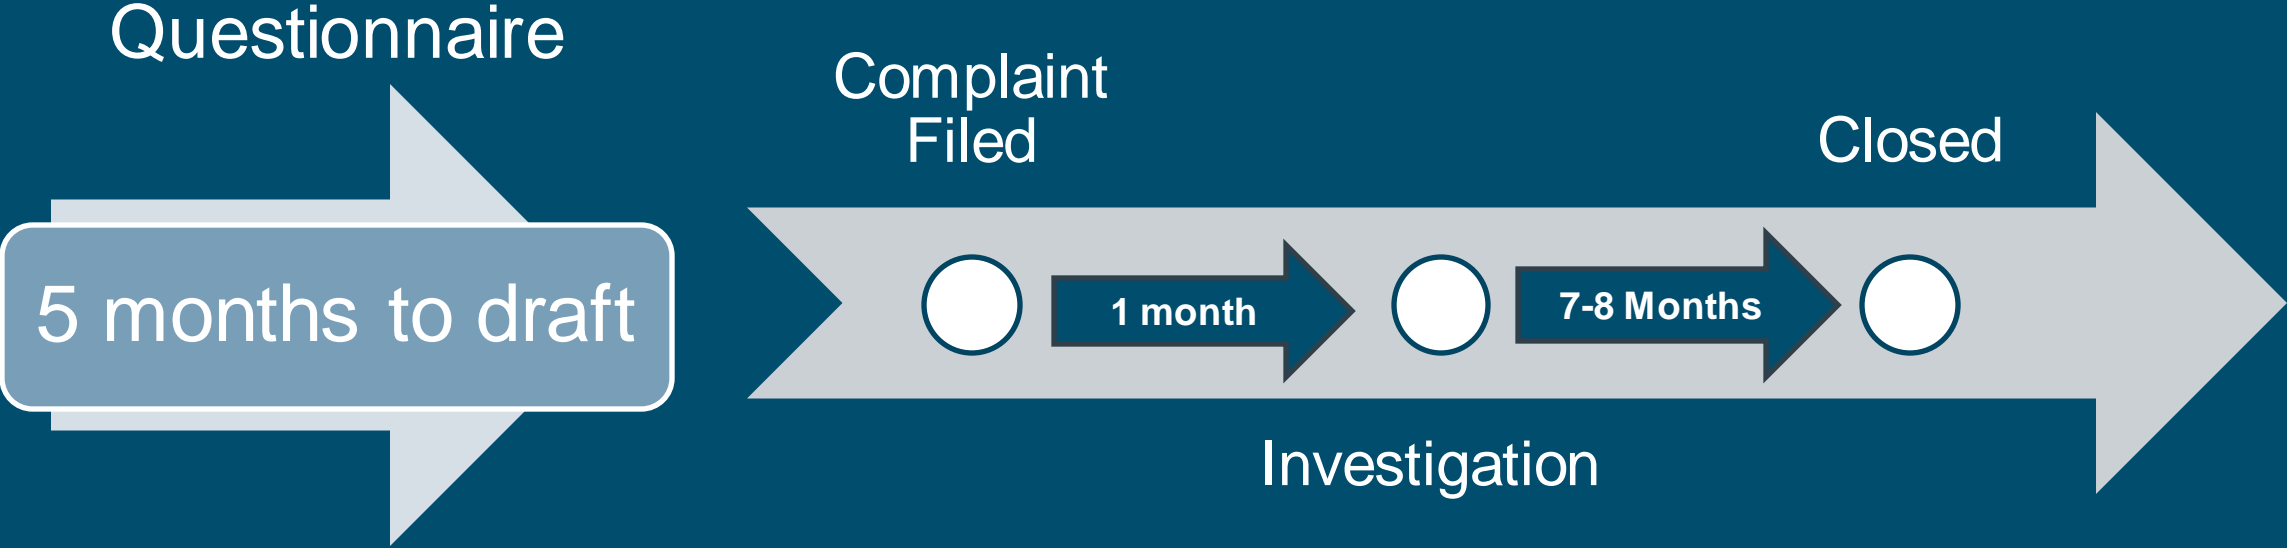 Questionnaire
5 months to draft
Complaint
Filed
1 month
7-8 Months
Closed
Investigation